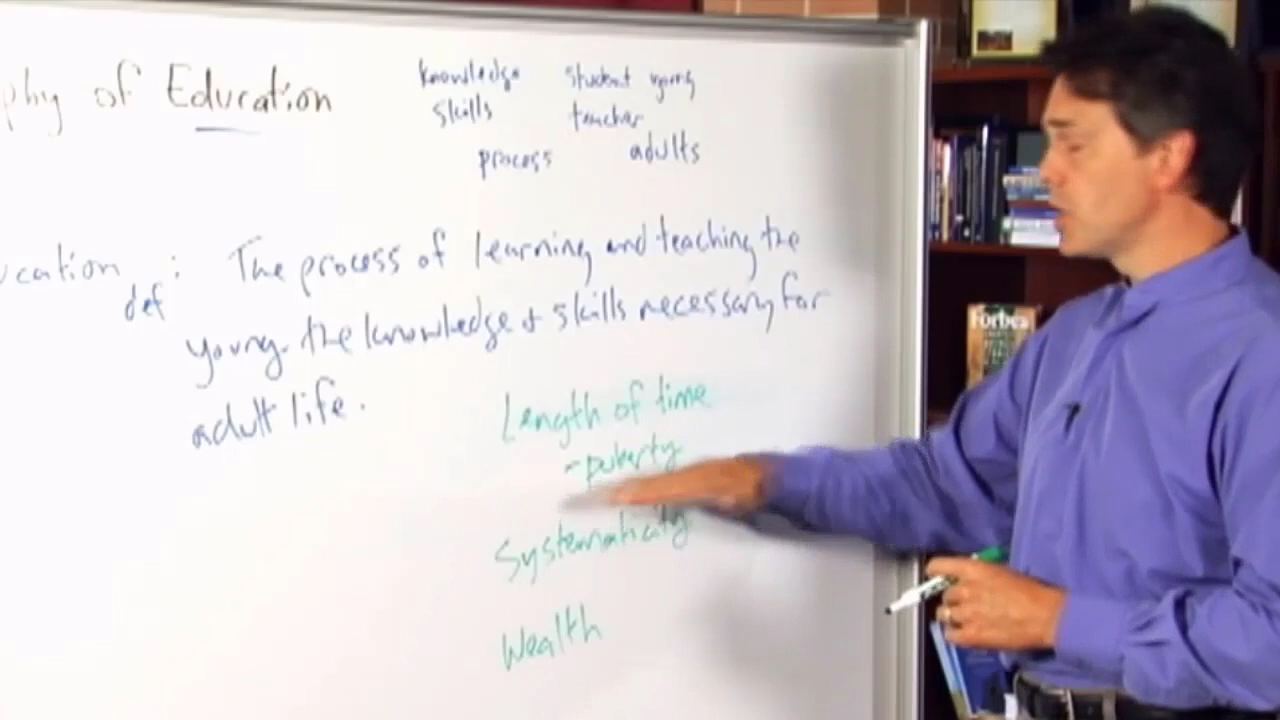 phy of Education
knowledge student young
skills teacher
process adults
ucation def : The process of learning and teaching the
young the knowledge & skills necessary for
adult life.
Length of time
- puberty
Systematicity
Wealth
Forbes